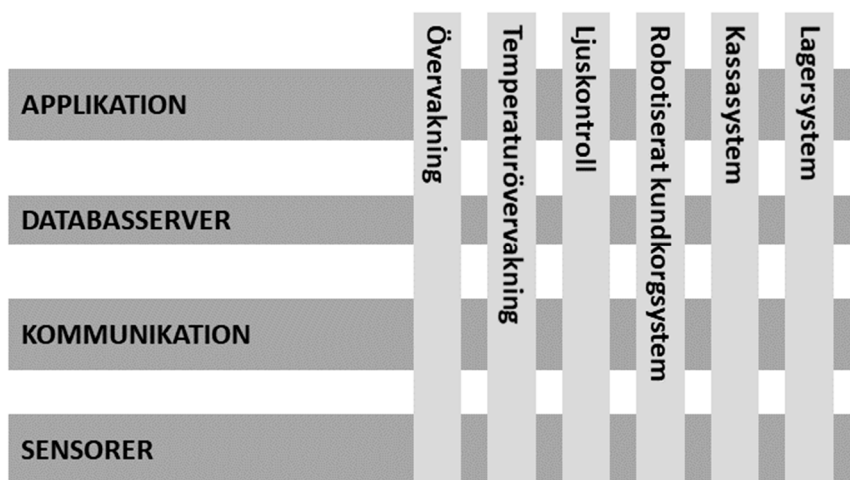 Övervakning
Temperaturövervakning
Ljuskontroll
Robotiserat kundkorgsystem
Kassasystem
Lagersystem
APPLIKATION
DATABASSERVER
KOMMUNIKATION
SENSORER